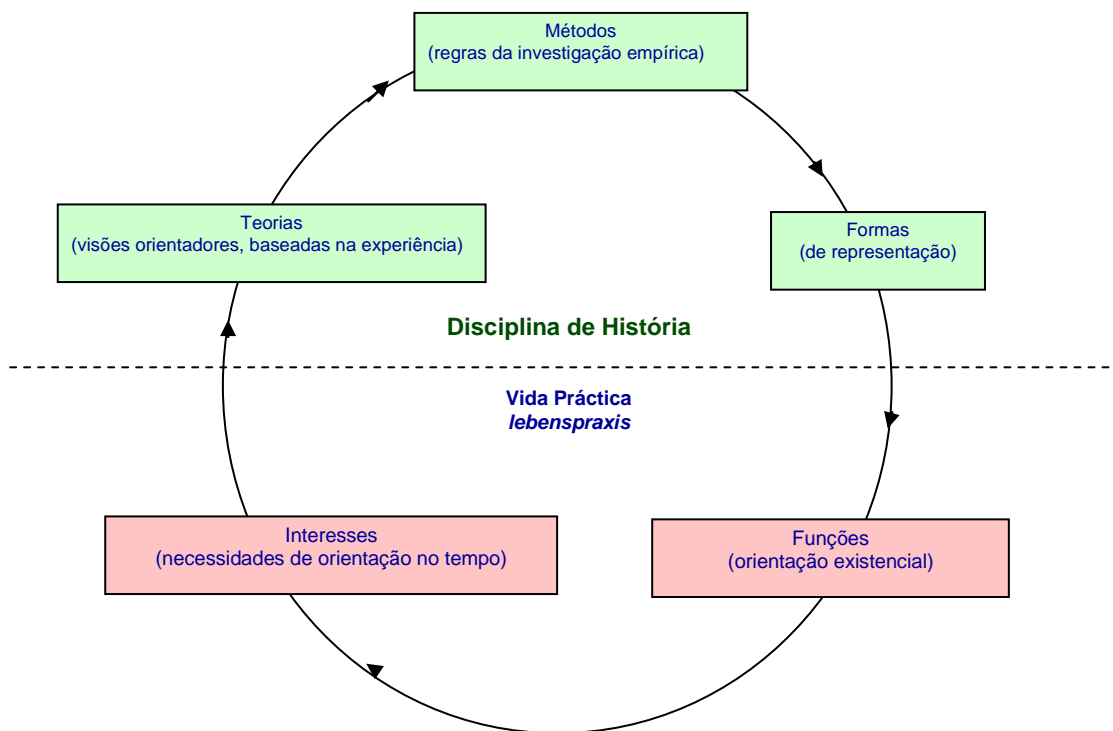 Métodos
(regras da investigação empírica)
Teorias
(visões orientadores, baseadas na experiência)
Formas
(de representação)
Disciplina de História
Vida Práctica
lebenspraxis
Interesses
(necessidades de orientação no tempo)
Funções
(orientação existencial)